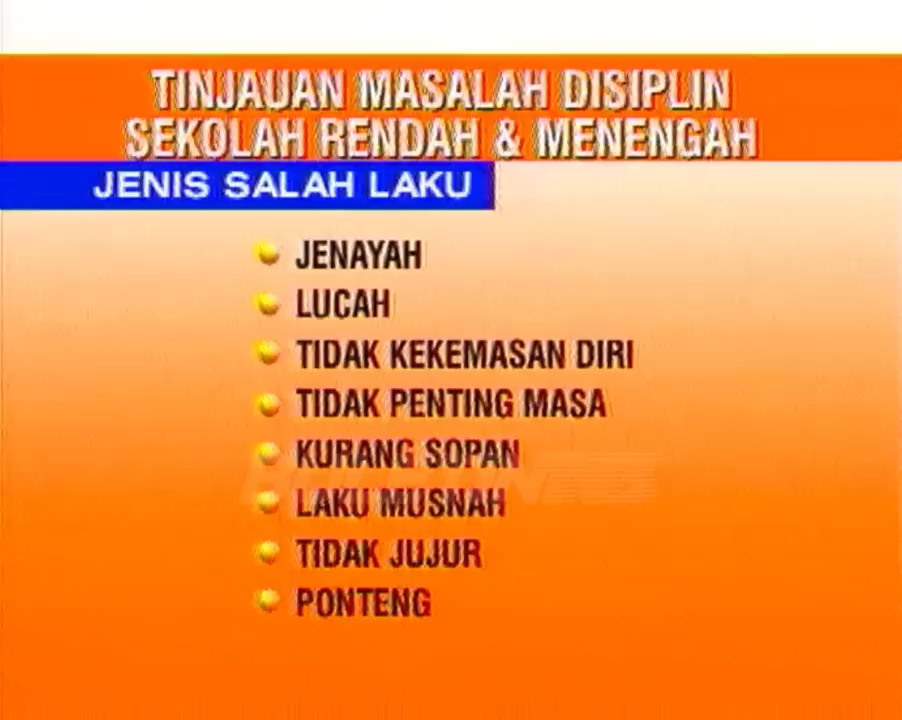 TINJAUAN MASALAH DISIPLIN
SEKOLAH RENDAH & MENENGAH
JENIS SALAH LAKU
JENAYAH
LUCAH
TIDAK KEKEMASAN DIRI
TIDAK PENTING MASA
KURANG SOPAN
LAKU MUSNAH
TIDAK JUJUR
PONTENG